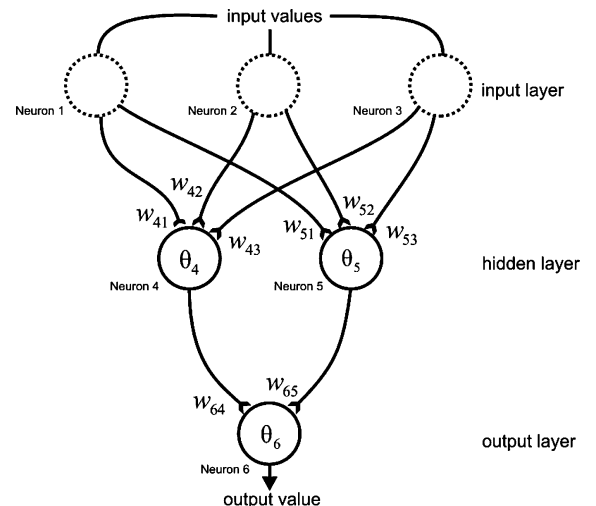 input values
Neuron 1
Neuron 2
Neuron 3
input layer
w42
w41
w43
w51
w52
w53
θ4
θ5
hidden layer
Neuron 4
Neuron 5
w64
w65
θ6
output layer
Neuron 6
output value